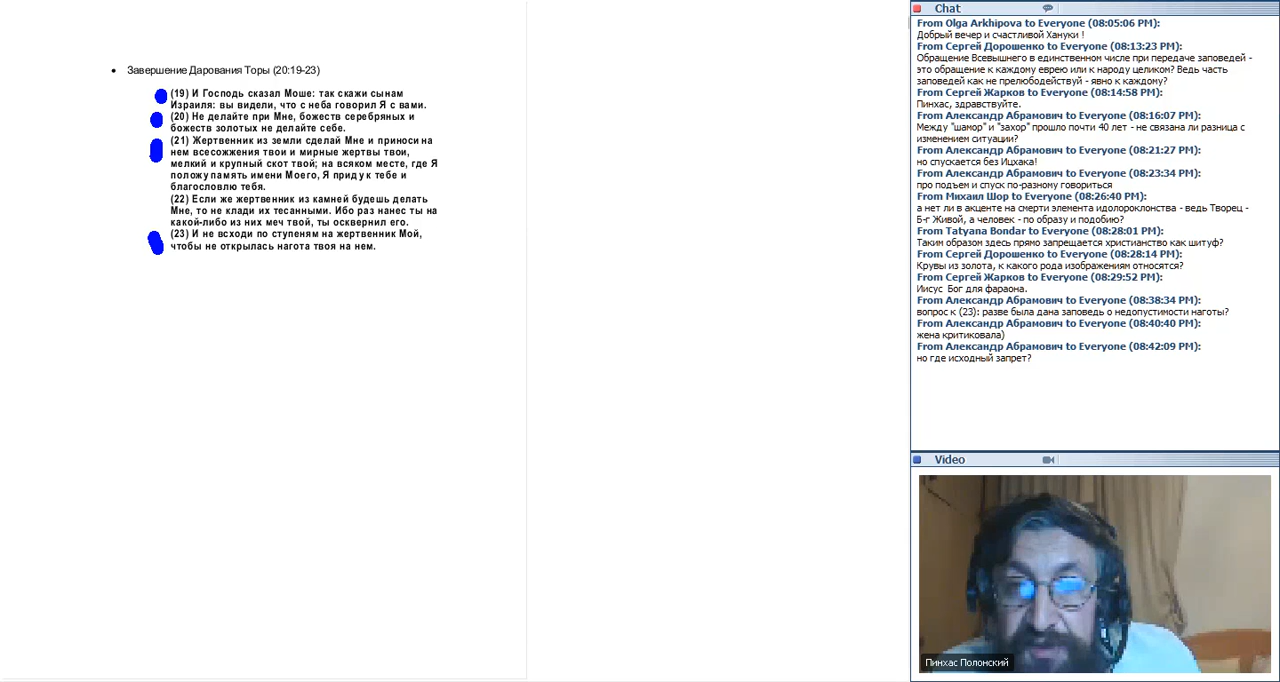 Завершение Дарования Торы (20:19-23)
(19) И Господь сказал Моше: так скажи сынам
Израиля: вы видели, что с неба говорил Я с вами.
(20) Не делайте при Мне, божеств серебряных и
божеств золотых не делайте себе.
(21) Жертвенник из земли сделай Мне и приноси на
нем всесожжения твои и мирные жертвы твои,
мелкий и крупный скот твой; на всяком месте, где Я
положу память имени Моего, Я приду к тебе и
благословлю тебя.
(22) Если же жертвенник из камней будешь делать
Мне, то не клади их тесанными. Ибо раз нанес ты на
какой-либо из них меч твой, ты осквернил его.
(23) И не всходи по ступеням на жертвенник Мой,
чтобы не открылась нагота твоя на нем.
Chat
From Olga Arkhipova to Everyone (08:05:06 PM):
Добрый вечер и счастливой Хануки !
From Сергей Дорошенко to Everyone (08:13:23 PM):
Обращение Всевышнего в единственном числе при передаче заповедей -
это обращение к каждому еврею или к народу целиком? Ведь часть
заповедей как не прелюбодействуй - явно к каждому?
From Сергей Жарков to Everyone (08:14:58 PM):
Пинхас, здравствуйте.
From Александр Абрамович to Everyone (08:16:07 PM):
Между "шамор" и "захор" прошло почти 40 лет - не связана ли разница с
изменением ситуации?
From Александр Абрамович to Everyone (08:21:27 PM):
но спускается без Ицхака!
From Александр Абрамович to Everyone (08:23:34 PM):
про подъем и спуск по-разному говориться
From Михаил Шор to Everyone (08:26:40 PM):
а нет ли в акценте на смерти элемента идолороклонства - ведь Творец -
Б-г Живой, а человек - по образу и подобию?
From Tatyana Bondar to Everyone (08:28:01 PM):
Таким образом здесь прямо запрещается христианство как шитуф?
From Сергей Дорошенко to Everyone (08:28:14 PM):
Крувы из золота, к какого рода изображениям относятся?
From Сергей Жарков to Everyone (08:29:52 PM):
Иисус Бог для фараона.
From Александр Абрамович to Everyone (08:38:34 PM):
вопрос к (23): разве была дана заповедь о недопустимости наготы?
From Александр Абрамович to Everyone (08:40:40 PM):
жена критиковала)
From Александр Абрамович to Everyone (08:42:09 PM):
но где исходный запрет?
Video
Пинхас Полонский